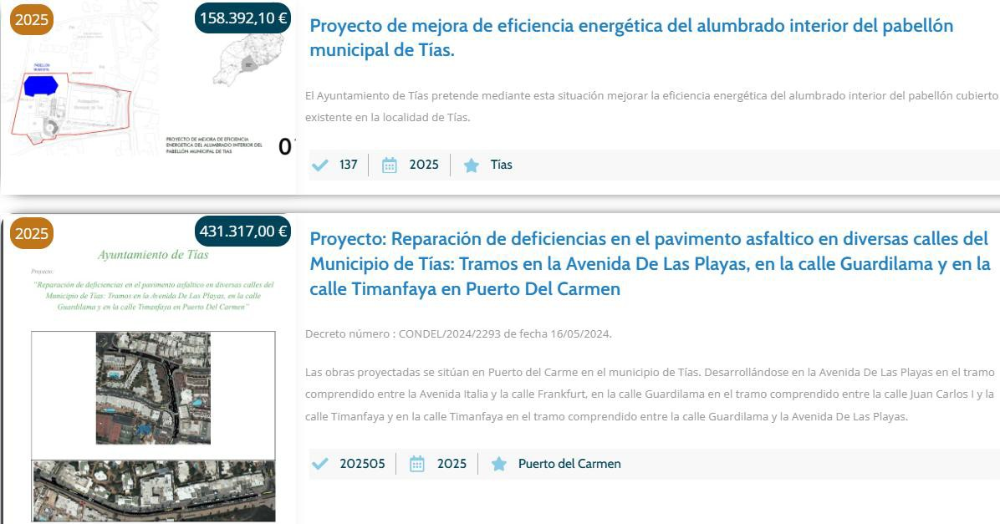 2025
158.392,10 €
PABELLÓN
MUNICIPAL
PROYECTO DE MEJORA DE EFICIENCIA
ENERGÉTICA DEL ALUMBRADO INTERIOR DEL
PABELLÓN MUNICIPAL DE TIAS
0
Proyecto de mejora de eficiencia energética del alumbrado interior del pabellón
municipal de Tías.
El Ayuntamiento de Tías pretende mediante esta situación mejorar la eficiencia energética del alumbrado interior del pabellón cubierto
existente en la localidad de Tías.
137
2025
Tías
2025
431.317,00 €
Ayuntamiento de Tías
Proyecto:
"Reparación de deficiencias en el pavimento asfaltico en diversas calles del
Municipio de Tías: Tramos en la Avenida De Las Playas, en la calle
Guardilama y en la calle Timanfaya en Puerto Del Carmen"
Proyecto: Reparación de deficiencias en el pavimento asfaltico en diversas calles del
Municipio de Tías: Tramos en la Avenida De Las Playas, en la calle Guardilama y en la
calle Timanfaya en Puerto Del Carmen
Decreto número : CONDEL/2024/2293 de fecha 16/05/2024.
Las obras proyectadas se sitúan en Puerto del Carme en el municipio de Tías. Desarrollándose en la Avenida De Las Playas en el tramo
comprendido entre la Avenida Italia y la calle Frankfurt, en la calle Guardilama en el tramo comprendido entre la calle Juan Carlos I y la
calle Timanfaya y en la calle Timanfaya en el tramo comprendido entre la calle Guardilama y la Avenida De Las Playas.
202505
2025
Puerto del Carmen